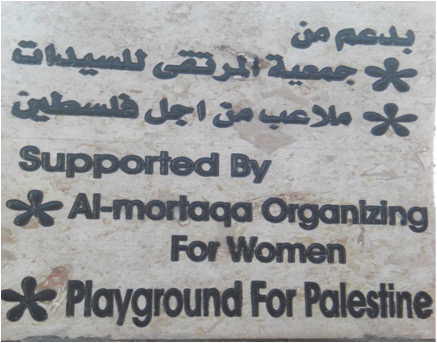 بدعم من
* جمعية المرتقى للسيدات
* ملاعب من اجل فلسطين
Supported By
* Al-mortaqa Organizing
For Women
* Playground For Palestine